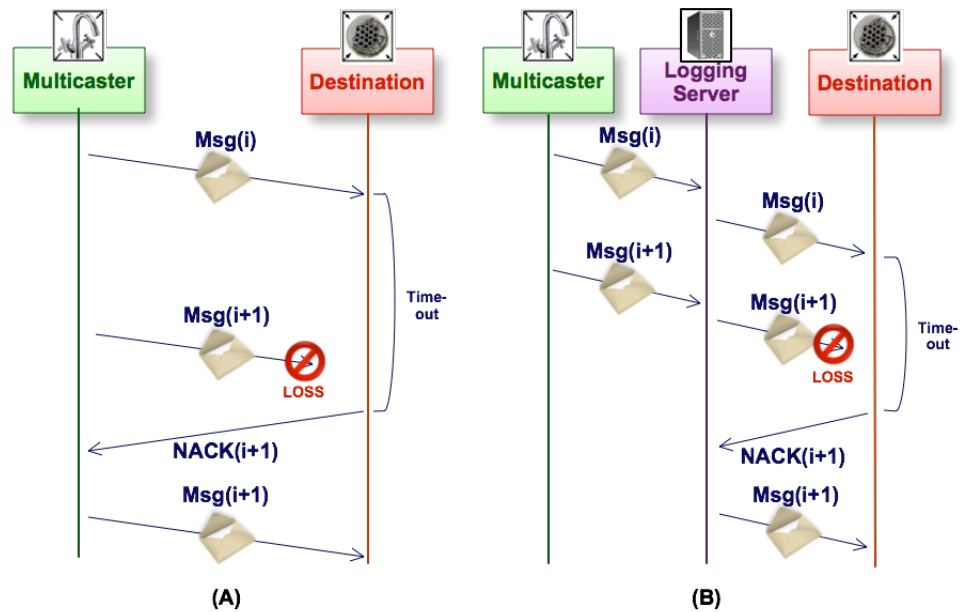 Multicaster
Destination
Msg(i)
Time-
out
Msg(i+1)
LOSS
NACK(i+1)
Msg(i+1)
(A)
Multicaster
Logging
Server
Destination
Msg(i)
Msg(i)
Msg(i+1)
Msg(i+1)
Time-
out
LOSS
NACK(i+1)
Msg(i+1)
(B)